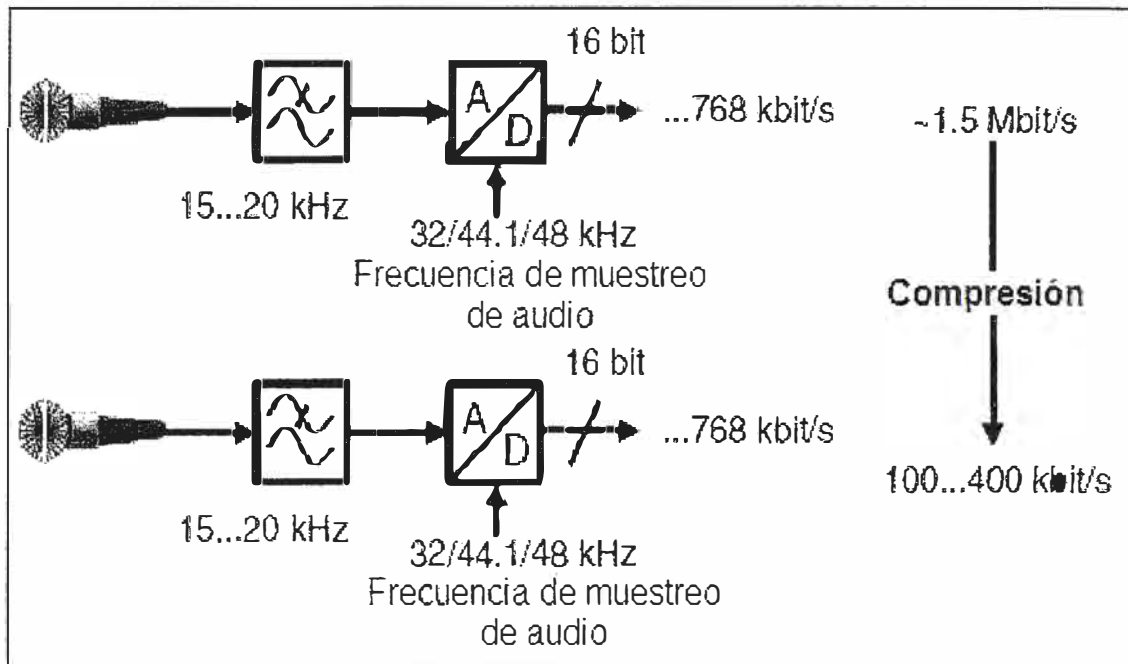 16 bit
A
D
...768 kbit/s
15...20 kHz
32/44.1/48 kHz
Frecuencia de muestreo
de audio
16 bit
A
D
...768 kbit/s
15...20 kHz
32/44.1/48 kHz
Frecuencia de muestreo
de audio
~1.5 Mbit/s
Compresión
100...400 kbit/s